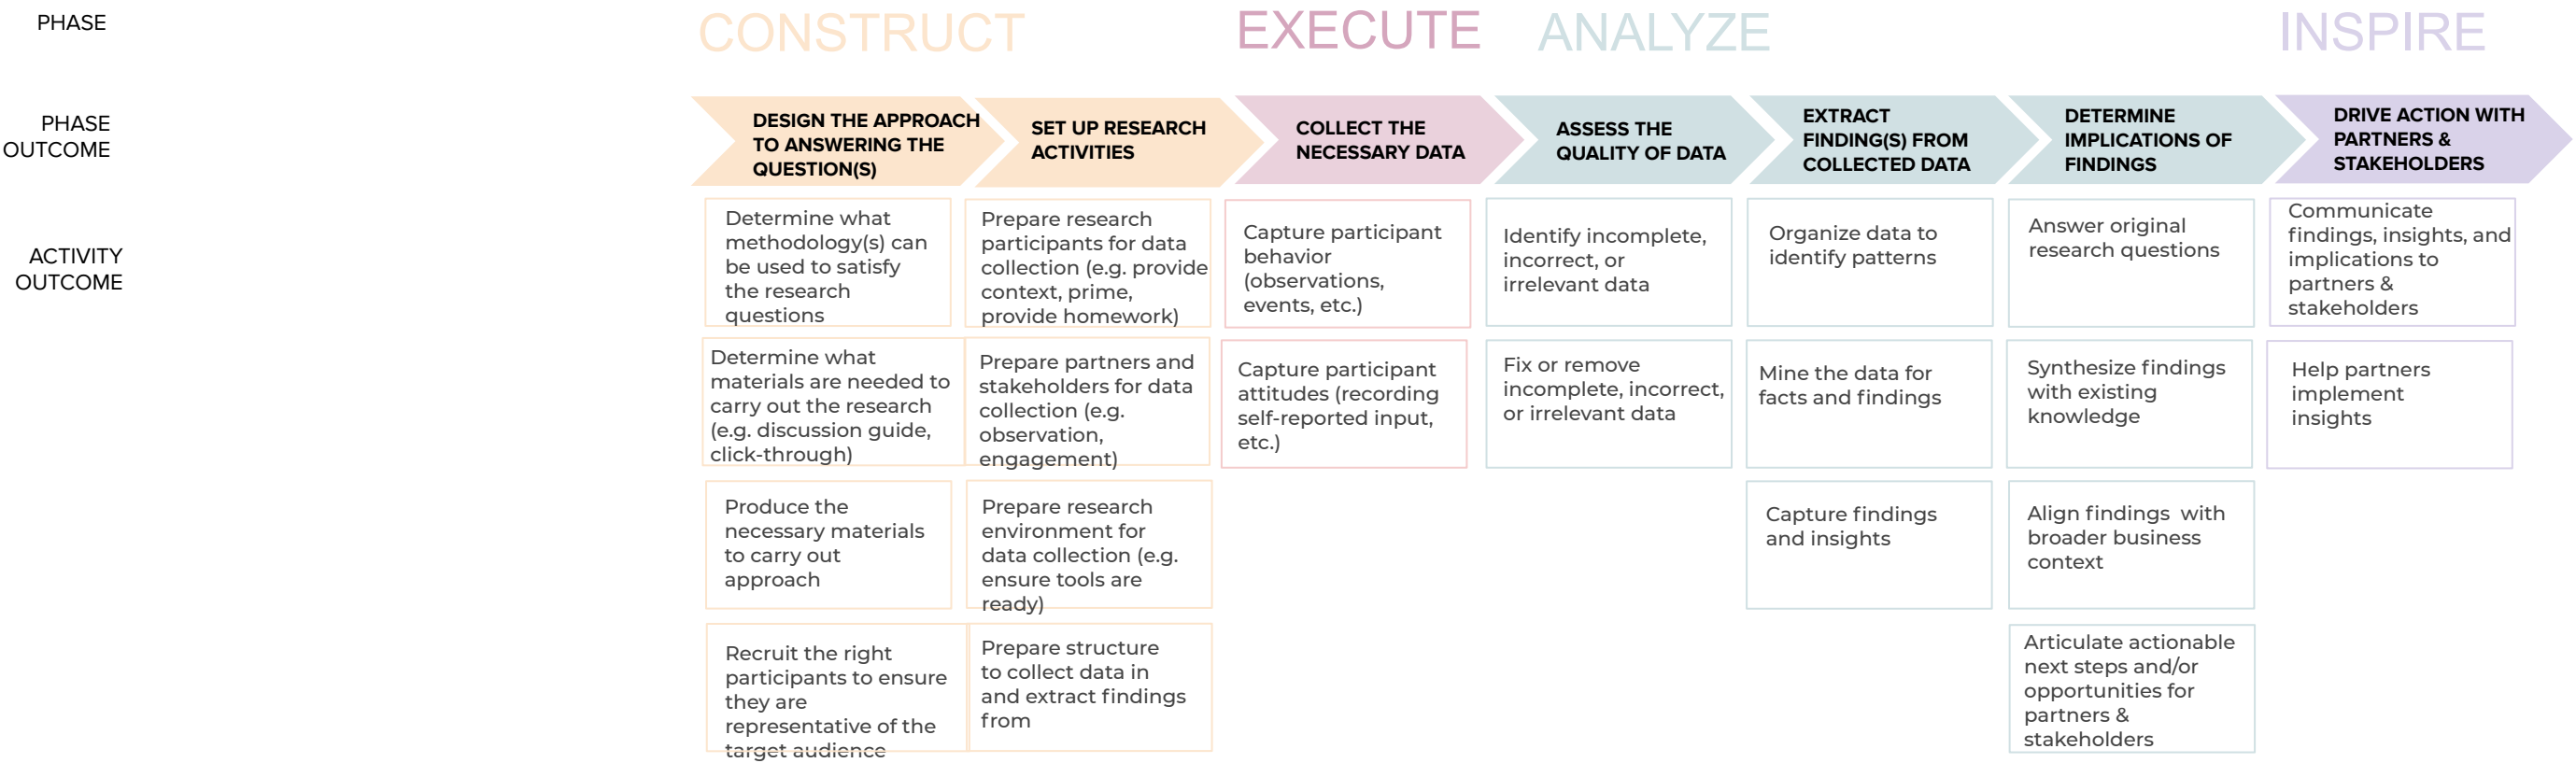 PHASE
CONSTRUCT
EXECUTE
ANALYZE
INSPIRE
PHASE
OUTCOME
DESIGN THE APPROACH
TO ANSWERING THE
QUESTION(S)
SET UP RESEARCH
ACTIVITIES
COLLECT THE
NECESSARY DATA
ASSESS THE
QUALITY OF DATA
EXTRACT
FINDING(S) FROM
COLLECTED DATA
DETERMINE
IMPLICATIONS OF
FINDINGS
DRIVE ACTION WITH
PARTNERS &
STAKEHOLDERS
ACTIVITY
OUTCOME
Determine what
methodology(s) can
be used to satisfy
the research
questions
Prepare research
participants for data
collection (e.g. provide
context, prime,
provide homework)
Capture participant
behavior
(observations,
events, etc.)
Identify incomplete,
incorrect, or
irrelevant data
Organize data to
identify patterns
Answer original
research questions
Communicate
findings, insights, and
implications to
partners &
stakeholders
Determine what
materials are needed to
carry out the research
(e.g. discussion guide,
click-through)
Prepare partners and
stakeholders for data
collection (e.g.
observation,
engagement)
Capture participant
attitudes (recording
self-reported input,
etc.)
Fix or remove
incomplete, incorrect,
or irrelevant data
Mine the data for
facts and findings
Synthesize findings
with existing
knowledge
Help partners
implement
insights
Produce the
necessary materials
to carry out
approach
Prepare research
environment for
data collection (e.g.
ensure tools are
ready)
Capture findings
and insights
Align findings  with
broader business
context
Recruit the right
participants to ensure
they are
representative of the
target audience
Prepare structure
to collect data in
and extract findings
from
Articulate actionable
next steps and/or
opportunities for
partners &
stakeholders